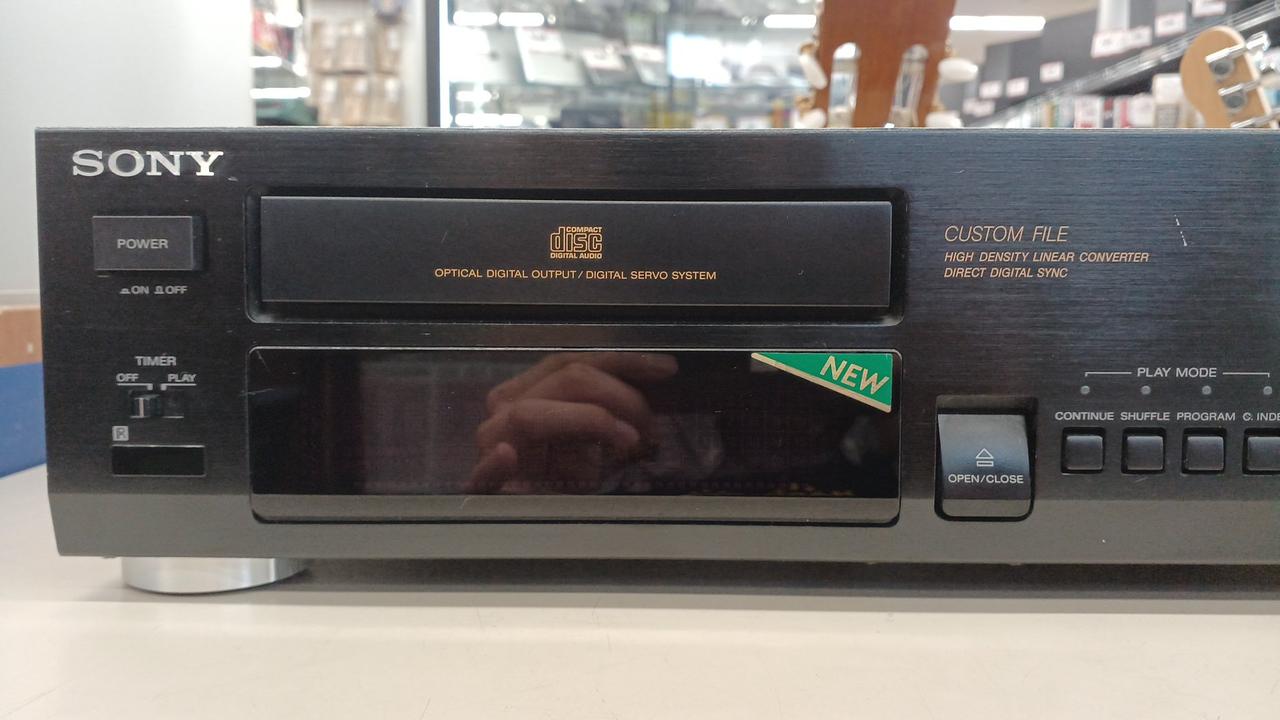 SONY
POWER
ON OFF
COMPACT
disc
DIGITAL AUDIO
OPTICAL DIGITAL OUTPUT / DIGITAL SERVO SYSTEM
CUSTOM FILE
HIGH DENSITY LINEAR CONVERTER
DIRECT DIGITAL SYNC
TIMER
OFF PLAY
R
NEW
OPEN/CLOSE
PLAY MODE
CONTINUE SHUFFLE PROGRAM C. INDE